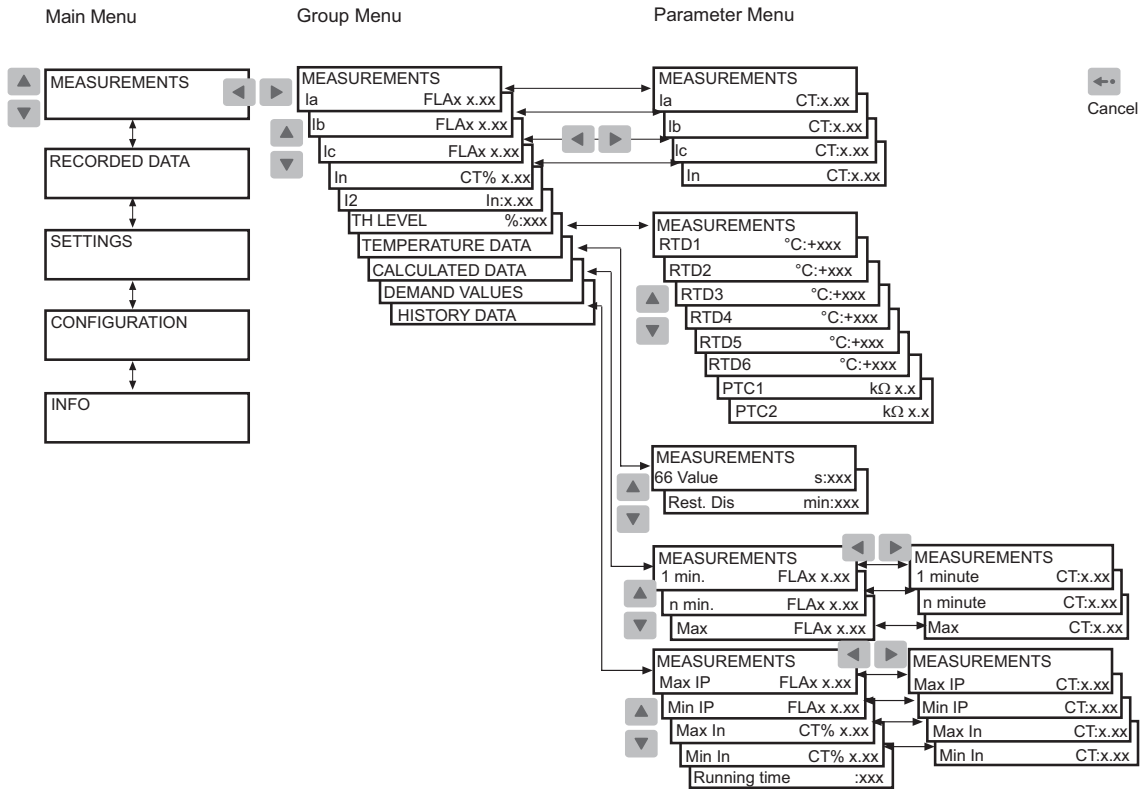 Main Menu
Group Menu
Parameter Menu
MEASUREMENTS
RECORDED DATA
SETTINGS
CONFIGURATION
INFO
MEASUREMENTS
Ia FLAx x.xx
Ib FLAx x.xx
Ic FLAx x.xx
In CT% x.xx
I2 In:x.xx
TH LEVEL %:xxx
TEMPERATURE DATA
CALCULATED DATA
DEMAND VALUES
HISTORY DATA
MEASUREMENTS
Ia CT:x.xx
Ib CT:x.xx
Ic CT:x.xx
In CT:x.xx
Cancel
MEASUREMENTS
RTD1 °C:+xxx
RTD2 °C:+xxx
RTD3 °C:+xxx
RTD4 °C:+xxx
RTD5 °C:+xxx
RTD6 °C:+xxx
PTC1 kΩ x.x
PTC2 kΩ x.x
MEASUREMENTS
66 Value s:xxx
Rest. Dis min:xxx
MEASUREMENTS
1 min. FLAx x.xx
n min. FLAx x.xx
Max FLAx x.xx
MEASUREMENTS
1 minute CT:x.xx
n minute CT:x.xx
Max CT:x.xx
MEASUREMENTS
Max IP FLAx x.xx
Min IP FLAx x.xx
Max In CT% x.xx
Min In CT% x.xx
Running time :xxx
MEASUREMENTS
Max IP CT:x.xx
Min IP CT:x.xx
Max In CT:x.xx
Min In CT:x.xx